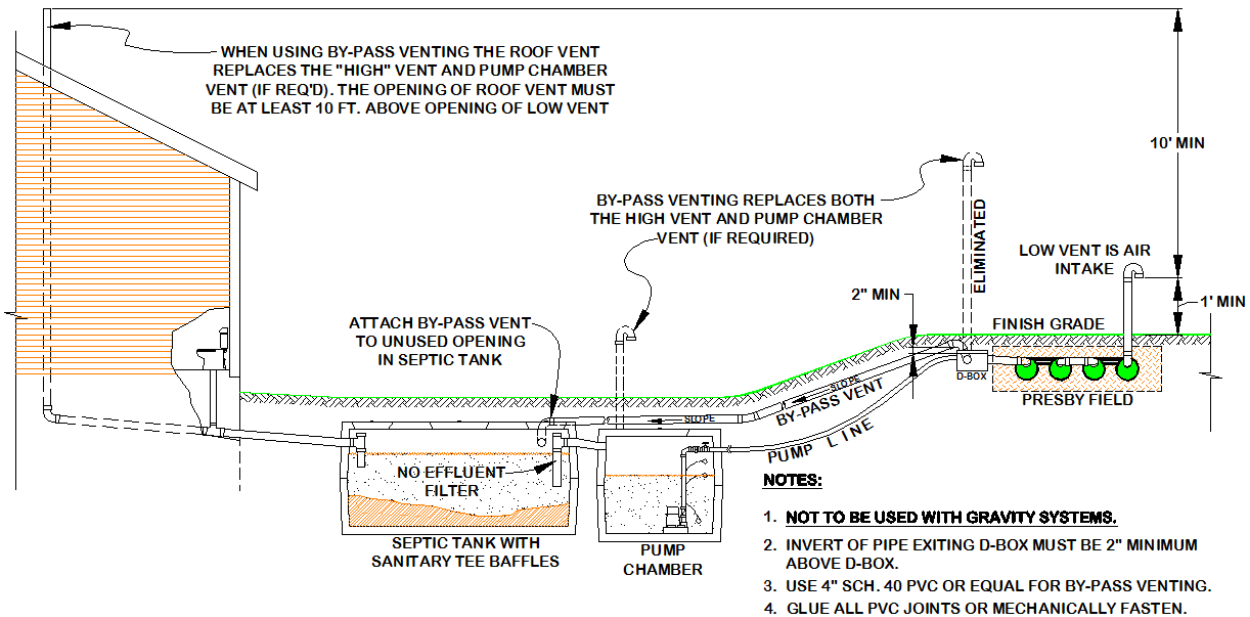 WHEN USING BY-PASS VENTING THE ROOF VENT
REPLACES THE "HIGH" VENT AND PUMP CHAMBER
VENT (IF REQ'D). THE OPENING OF ROOF VENT MUST
BE AT LEAST 10 FT. ABOVE OPENING OF LOW VENT
10' MIN
BY-PASS VENTING REPLACES BOTH
THE HIGH VENT AND PUMP CHAMBER
VENT (IF REQUIRED)
ELIMINATED
LOW VENT IS AIR
INTAKE
2" MIN
1' MIN
ATTACH BY-PASS VENT
TO UNUSED OPENING
IN SEPTIC TANK
FINISH GRADE
D-BOX
PRESBY FIELD
SLOPE
BY-PASS VENT
SLOPE
PUMP LINE
NO EFFLUENT
FILTER
SEPTIC TANK WITH
SANITARY TEE BAFFLES
PUMP
CHAMBER
NOTES:
1. NOT TO BE USED WITH GRAVITY SYSTEMS.
2. INVERT OF PIPE EXITING D-BOX MUST BE 2" MINIMUM
ABOVE D-BOX.
3. USE 4" SCH. 40 PVC OR EQUAL FOR BY-PASS VENTING.
4. GLUE ALL PVC JOINTS OR MECHANICALLY FASTEN.